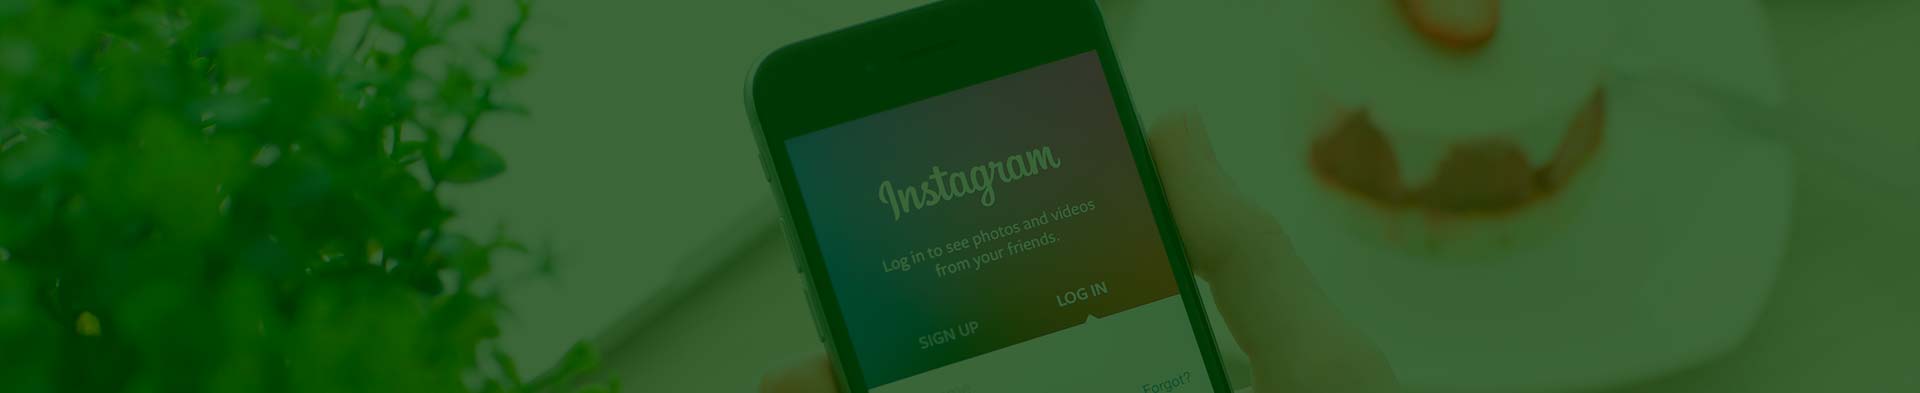 Instagram
Log in to see photos and videos
from your friends.
SIGN UP LOG IN
Forgot?